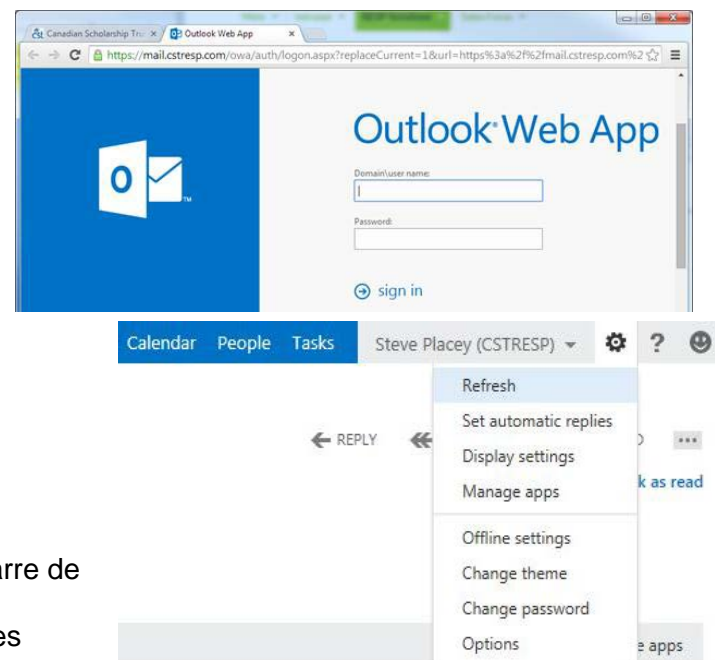 Canadian Scholarship Tru
Outlook Web App
https://mail.cstresp.com/owa/auth/logon.aspx?replaceCurrent=1&url=https%3a%2f%2fmail.cstresp.com%2
Outlook Web App
Domain\user name:
Password:
sign in
Calendar People Tasks Steve Placey (CSTRESP) ?
Refresh
REPLY
Set automatic replies
Display settings
Manage apps
k as read
Offline settings
Change theme
arre de
Change password
es
Options
e apps